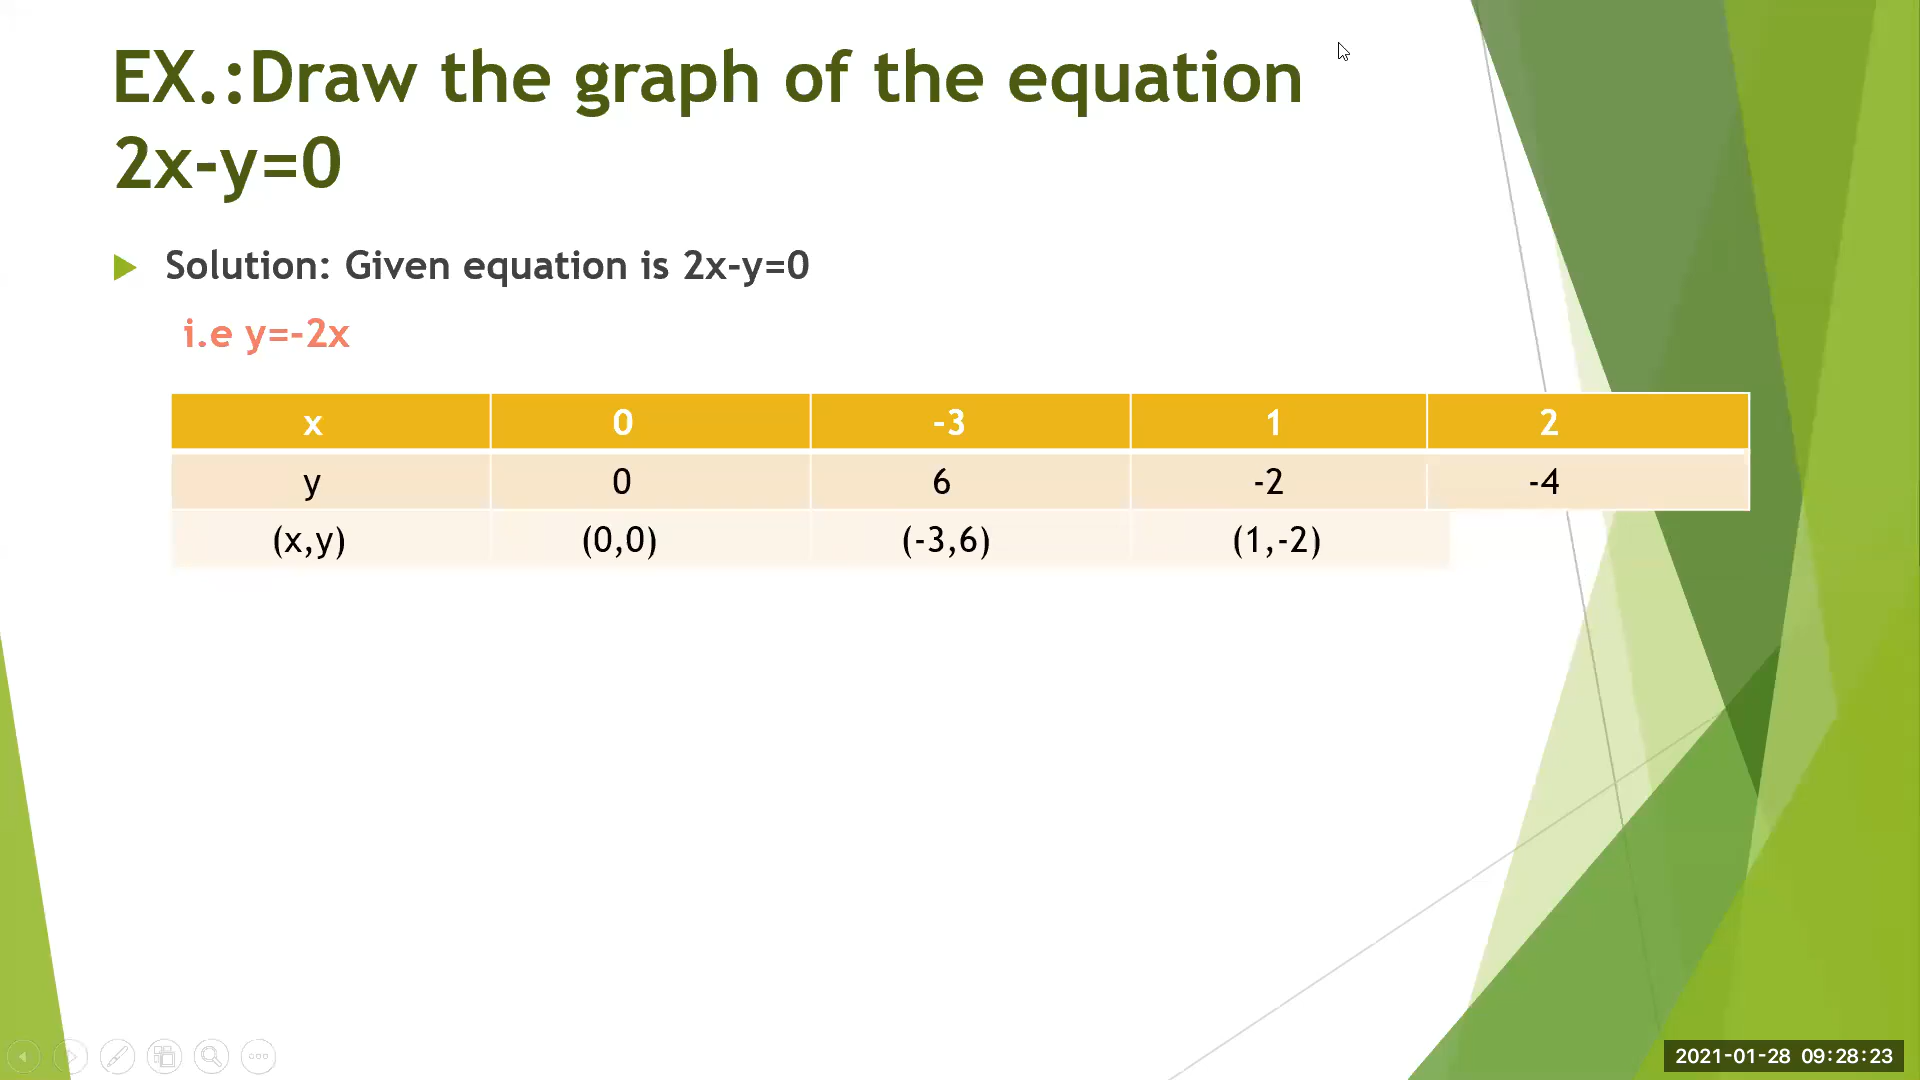 EX.:Draw the graph of the equation
2x-y=0
Solution: Given equation is 2x-y=0
i.e y=-2x
x 0 -3 1 2
y 0 6 -2 -4
(x,y) (0,0) (-3,6) (1,-2)
2021-01-28 09:28:23